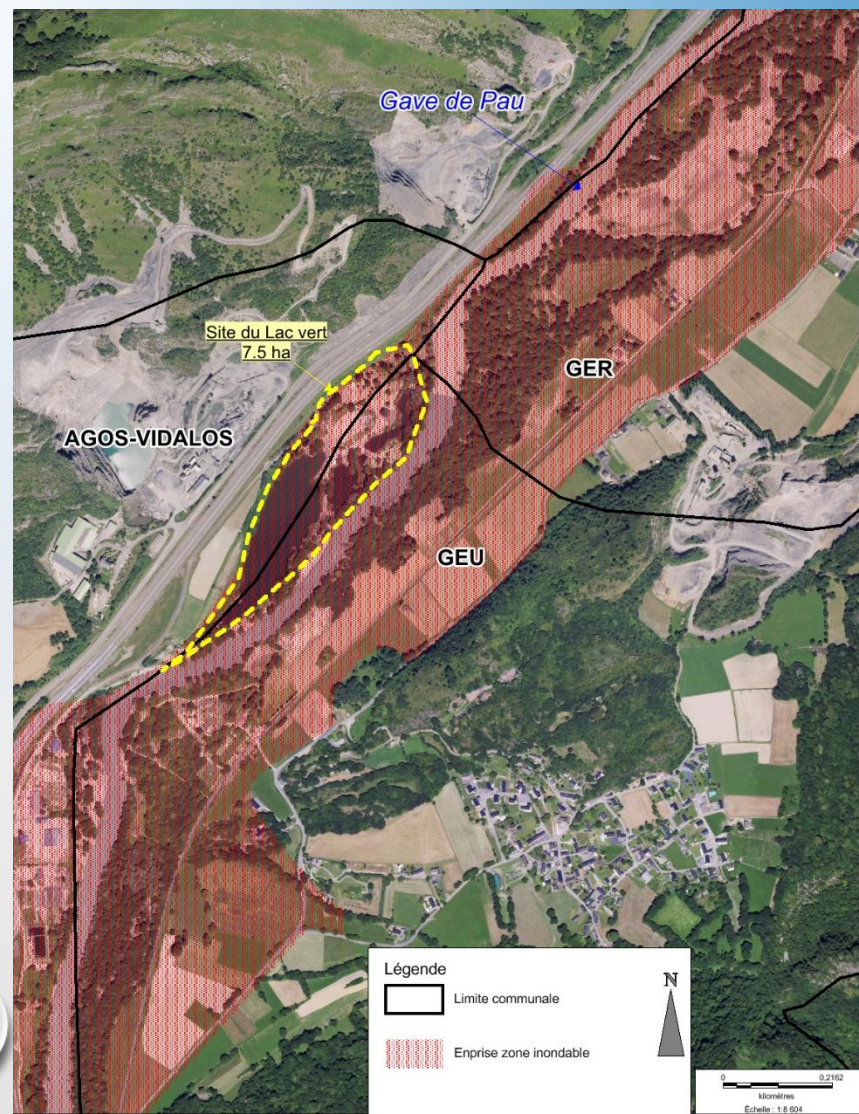 Gave de Pau
Site du Lac vert
7.5 ha
GER
AGOS-VIDALOS
GEU
Légende
Limite communale
Enprise zone inondable
N
0 0,2162
kilomètres
Échelle : 1:8 604